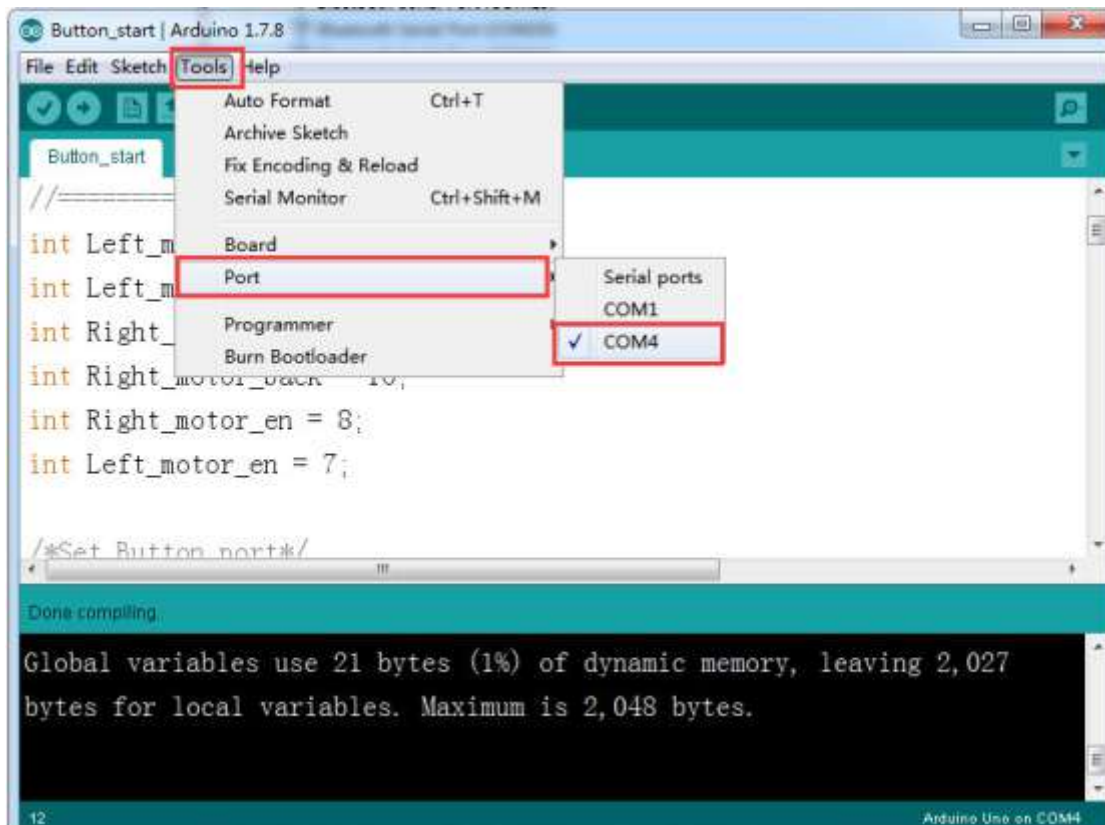 Button_start | Arduino 1.7.8
File Edit Sketch Tools Help
Auto Format Ctrl+T
Archive Sketch
Fix Encoding & Reload
Serial Monitor Ctrl+Shift+M
Board
Port
Programmer
Burn Bootloader
Serial ports
COM1
COM4
Button_start
//==========
int Left_m
int Left_m
int Right_
int Right_motor_back 10;
int Right_motor_en = 8;
int Left_motor_en = 7;
/*Set Button port*/
Done compiling.
Global variables use 21 bytes (1%) of dynamic memory, leaving 2,027
bytes for local variables. Maximum is 2,048 bytes.
12 Arduino Uno on COM4